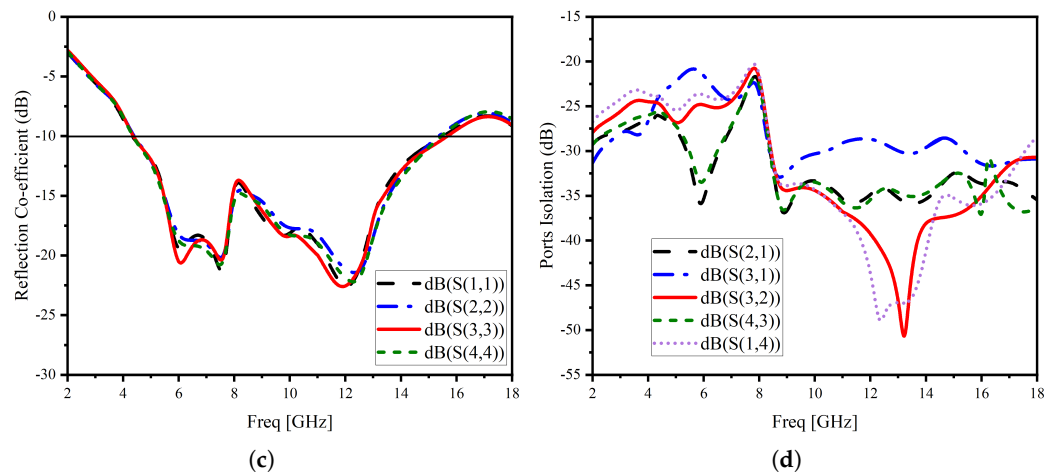 0
-5
-10
-15
-20
-25
-30
Reflection Co-efficient (dB)
dB(S(1,1))
dB(S(2,2))
dB(S(3,3))
dB(S(4,4))
2 4 6 8 10 12 14 16 18
Freq [GHz]
(c)
-15
-20
-25
-30
-35
-40
-45
-50
-55
Ports Isolation (dB)
dB(S(2,1))
dB(S(3,1))
dB(S(3,2))
dB(S(4,3))
dB(S(1,4))
2 4 6 8 10 12 14 16 18
Freq [GHz]
(d)